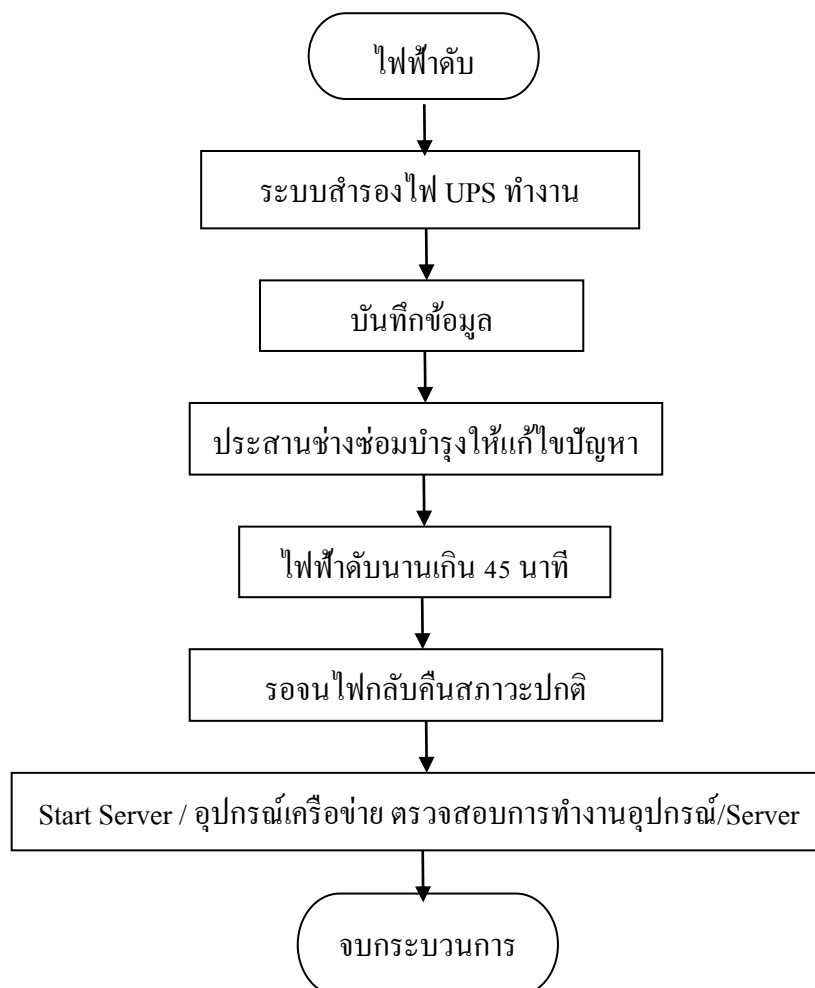 ไฟฟ้าดับ
ระบบสำรองไฟ UPS ทำงาน
บันทึกข้อมูล
ประสานช่างซ่อมบำรุงให้แก้ไขปัญหา
ไฟฟ้าดับนานเกิน 45 นาที
รอจนไฟกลับคืนสภาวะปกติ
Start Server / อุปกรณ์เครือข่าย ตรวจสอบการทำงานอุปกรณ์/Server
จบกระบวนการ